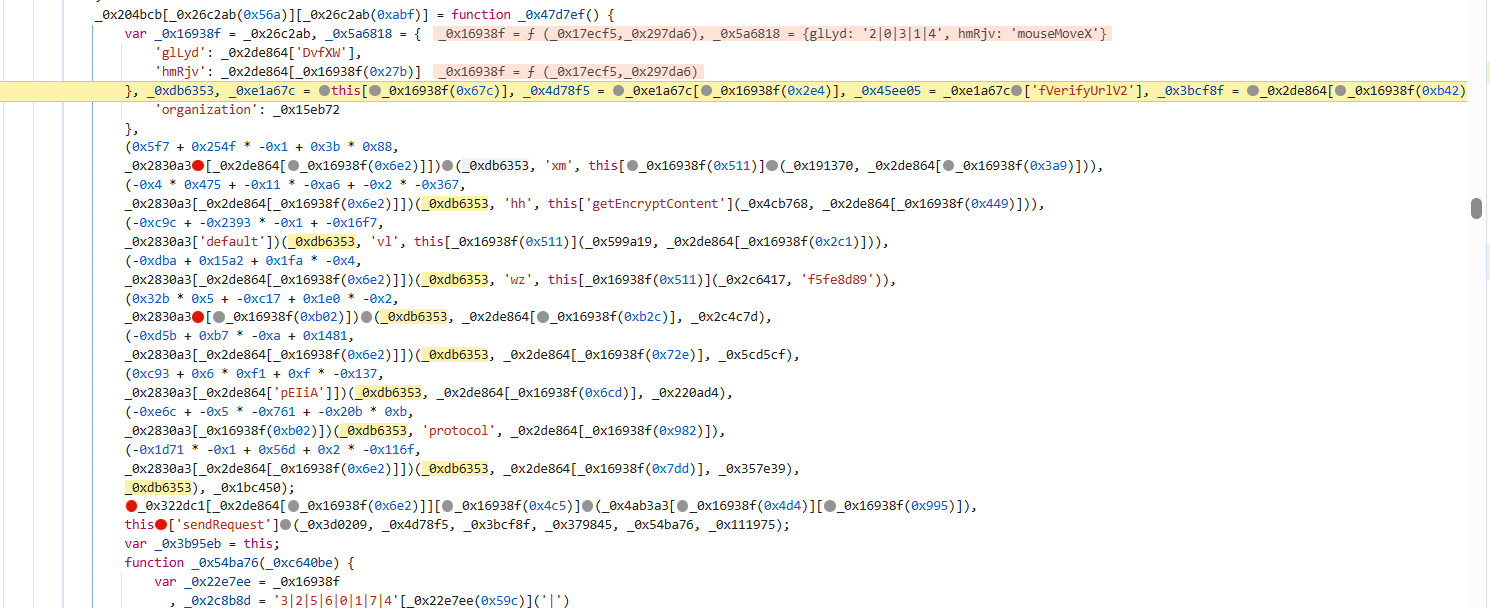 _0x204bcb[_0x26c2ab(0x56a)][_0x26c2ab(0xabf)] = function _0x47d7ef() {
var _0x16938f = _0x26c2ab, _0x5a6818 = { _0x16938f = ƒ (_0x17ecf5,_0x297da6), _0x5a6818 = {glLyd: '2|0|3|1|4', hmRjv: 'mouseMoveX'}
'glLyd': _0x2de864['DvfXW'],
'hmRjv': _0x2de864[_0x16938f(0x27b)] _0x16938f = ƒ (_0x17ecf5,_0x297da6)
}, _0xdb6353, _0xe1a67c = this[_0x16938f(0x67c)], _0x4d78f5 = _0xe1a67c[_0x16938f(0x2e4)], _0x45ee05 = _0xe1a67c['fVerifyUrlV2'], _0x3bcf8f = _0x2de864[_0x16938f(0xb42)
'organization': _0x15eb72
},
(0x5f7 + 0x254f * -0x1 + 0x3b * 0x88,
_0x2830a3[_0x2de864[_0x16938f(0x6e2)]])(_0xdb6353, 'xm', this[_0x16938f(0x511)](_0x191370, _0x2de864[_0x16938f(0x3a9)])),
(-0x4 * 0x475 + -0x11 * -0xa6 + -0x2 * -0x367,
_0x2830a3[_0x2de864[_0x16938f(0x6e2)]])(_0xdb6353, 'hh', this['getEncryptContent'](_0x4cb768, _0x2de864[_0x16938f(0x449)])),
(-0xc9c + -0x2393 * -0x1 + -0x16f7,
_0x2830a3['default'])(_0xdb6353, 'vl', this[_0x16938f(0x511)](_0x599a19, _0x2de864[_0x16938f(0x2c1)])),
(-0xdba + 0x15a2 + 0x1fa * -0x4,
_0x2830a3[_0x2de864[_0x16938f(0x6e2)]])(_0xdb6353, 'wz', this[_0x16938f(0x511)](_0x2c6417, 'f5fe8d89')),
(0x32b * 0x5 + -0xc17 + 0x1e0 * -0x2,
_0x2830a3[_0x16938f(0xb02)])(_0xdb6353, _0x2de864[_0x16938f(0xb2c)], _0x2c4c7d),
(-0xd5b + 0xb7 * -0xa + 0x1481,
_0x2830a3[_0x2de864[_0x16938f(0x6e2)]])(_0xdb6353, _0x2de864[_0x16938f(0x72e)], _0x5cd5cf),
(0xc93 + 0x6 * 0xf1 + 0xf * -0x137,
_0x2830a3[_0x2de864['pEIiA']])(_0xdb6353, _0x2de864[_0x16938f(0x6cd)], _0x220ad4),
(-0xe6c + -0x5 * -0x761 + -0x20b * 0xb,
_0x2830a3[_0x16938f(0xb02)])(_0xdb6353, 'protocol', _0x2de864[_0x16938f(0x982)]),
(-0x1d71 * -0x1 + 0x56d + 0x2 * -0x116f,
_0x2830a3[_0x2de864[_0x16938f(0x6e2)]])(_0xdb6353, _0x2de864[_0x16938f(0x7dd)], _0x357e39),
_0xdb6353), _0x1bc450);
_0x322dc1[_0x2de864[_0x16938f(0x6e2)]][_0x16938f(0x4c5)](_0x4ab3a3[_0x16938f(0x4d4)][_0x16938f(0x995)]),
this['sendRequest'](_0x3d0209, _0x4d78f5, _0x3bcf8f, _0x379845, _0x54ba76, _0x111975);
var _0x3b95eb = this;
function _0x54ba76(_0xc640be) {
var _0x22e7ee = _0x16938f
, _0x2c8b8d = '3|2|5|6|0|1|7|4'[_0x22e7ee(0x59c)]('|')